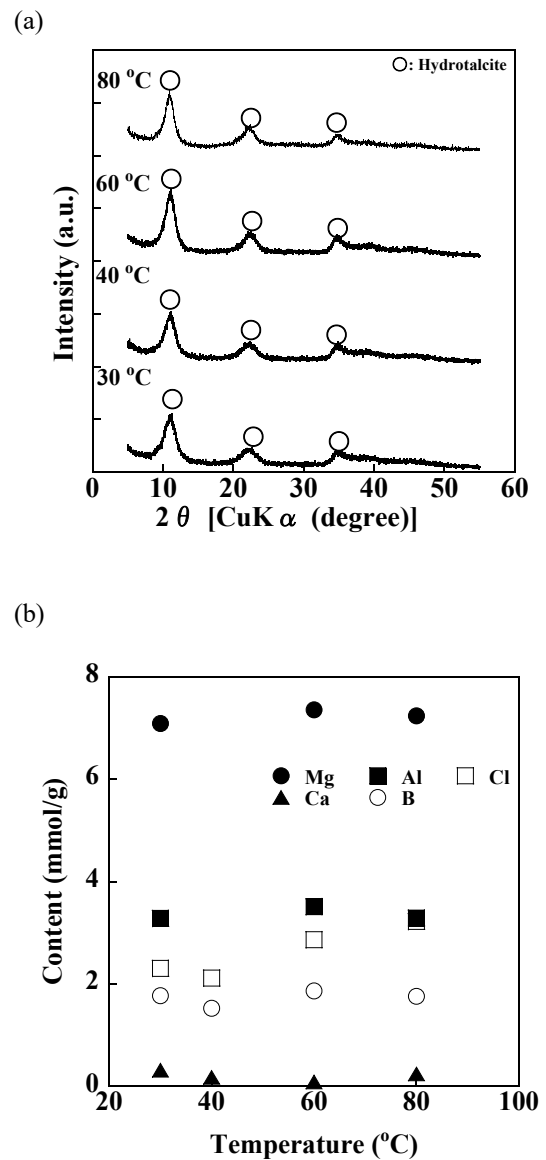 (a)
○: Hydrotalcite
80 °C
60 °C
40 °C
30 °C
Intensity (a.u.)
0 10 20 30 40 50 60
2 θ [CuK α (degree)]
(b)
8
6
4
2
0
Mg Al Cl
Ca B
Content (mmol/g)
20 40 60 80 100
Temperature (°C)